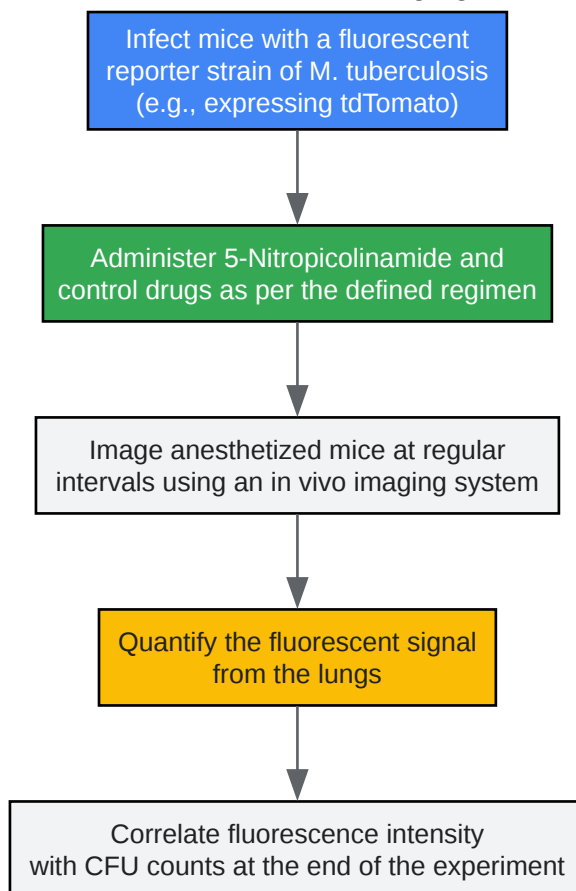 Infect mice with a fluorescent
reporter strain of M. tuberculosis
(e.g., expressing tdTomato)
Administer 5-Nitropicolinamide and
control drugs as per the defined regimen
Image anesthetized mice at regular
intervals using an in vivo imaging system
Quantify the fluorescent signal
from the lungs
Correlate fluorescence intensity
with CFU counts at the end of the experiment